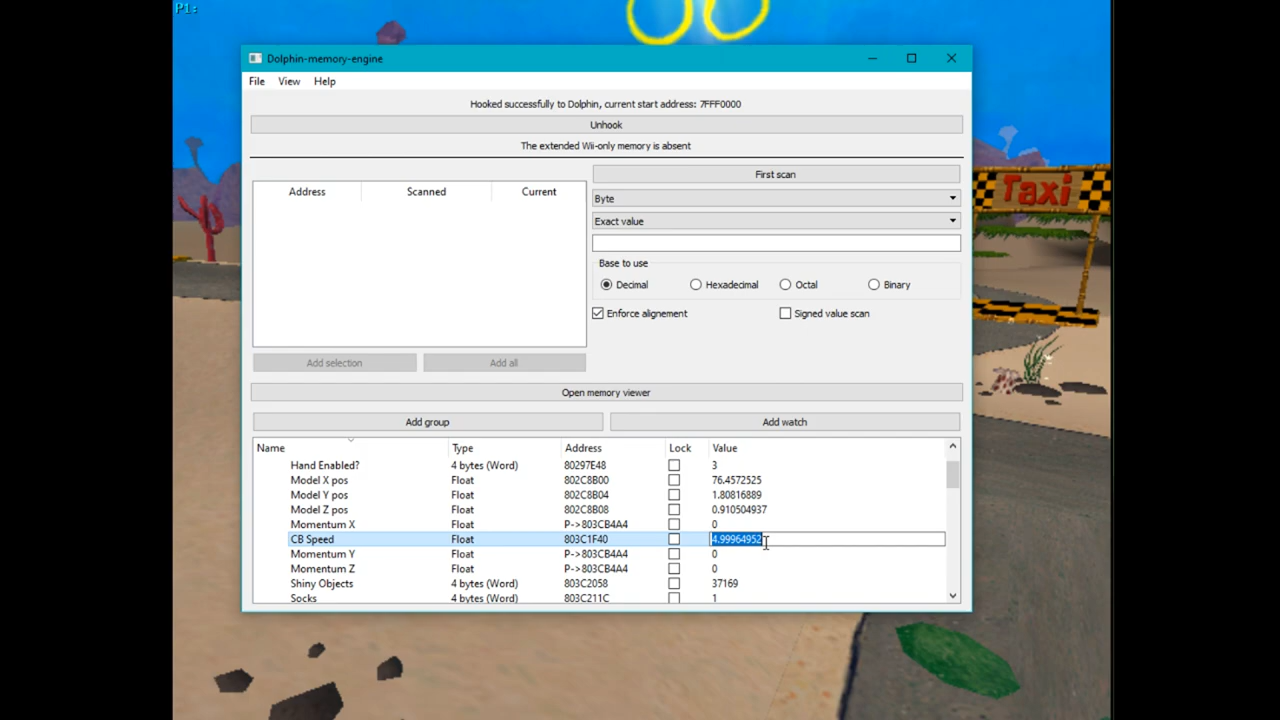 P1:
Dolphin-memory-engine
File View Help
Hooked successfully to Dolphin, current start address: 7FFF0000
Unhook
The extended Wii-only memory is absent
Address Scanned Current
First scan
Byte
Exact value
Base to use
Decimal Hexadecimal Octal Binary
Enforce alignement Signed value scan
Add selection Add all
Open memory viewer
Add group Add watch
Name Type Address Lock Value
Hand Enabled? 4 bytes (Word) 80297E48 3
Model X pos Float 802C8B00 76.4572525
Model Y pos Float 802C8B04 1.80816889
Model Z pos Float 802C8B08 0.910504937
Momentum X Float P->803CB4A4 0
CB Speed Float 803C1F40 4.99964952
Momentum Y Float P->803CB4A4 0
Momentum Z Float P->803CB4A4 0
Shiny Objects 4 bytes (Word) 803C2058 37169
Socks 4 bytes (Word) 803C211C 1
Taxi